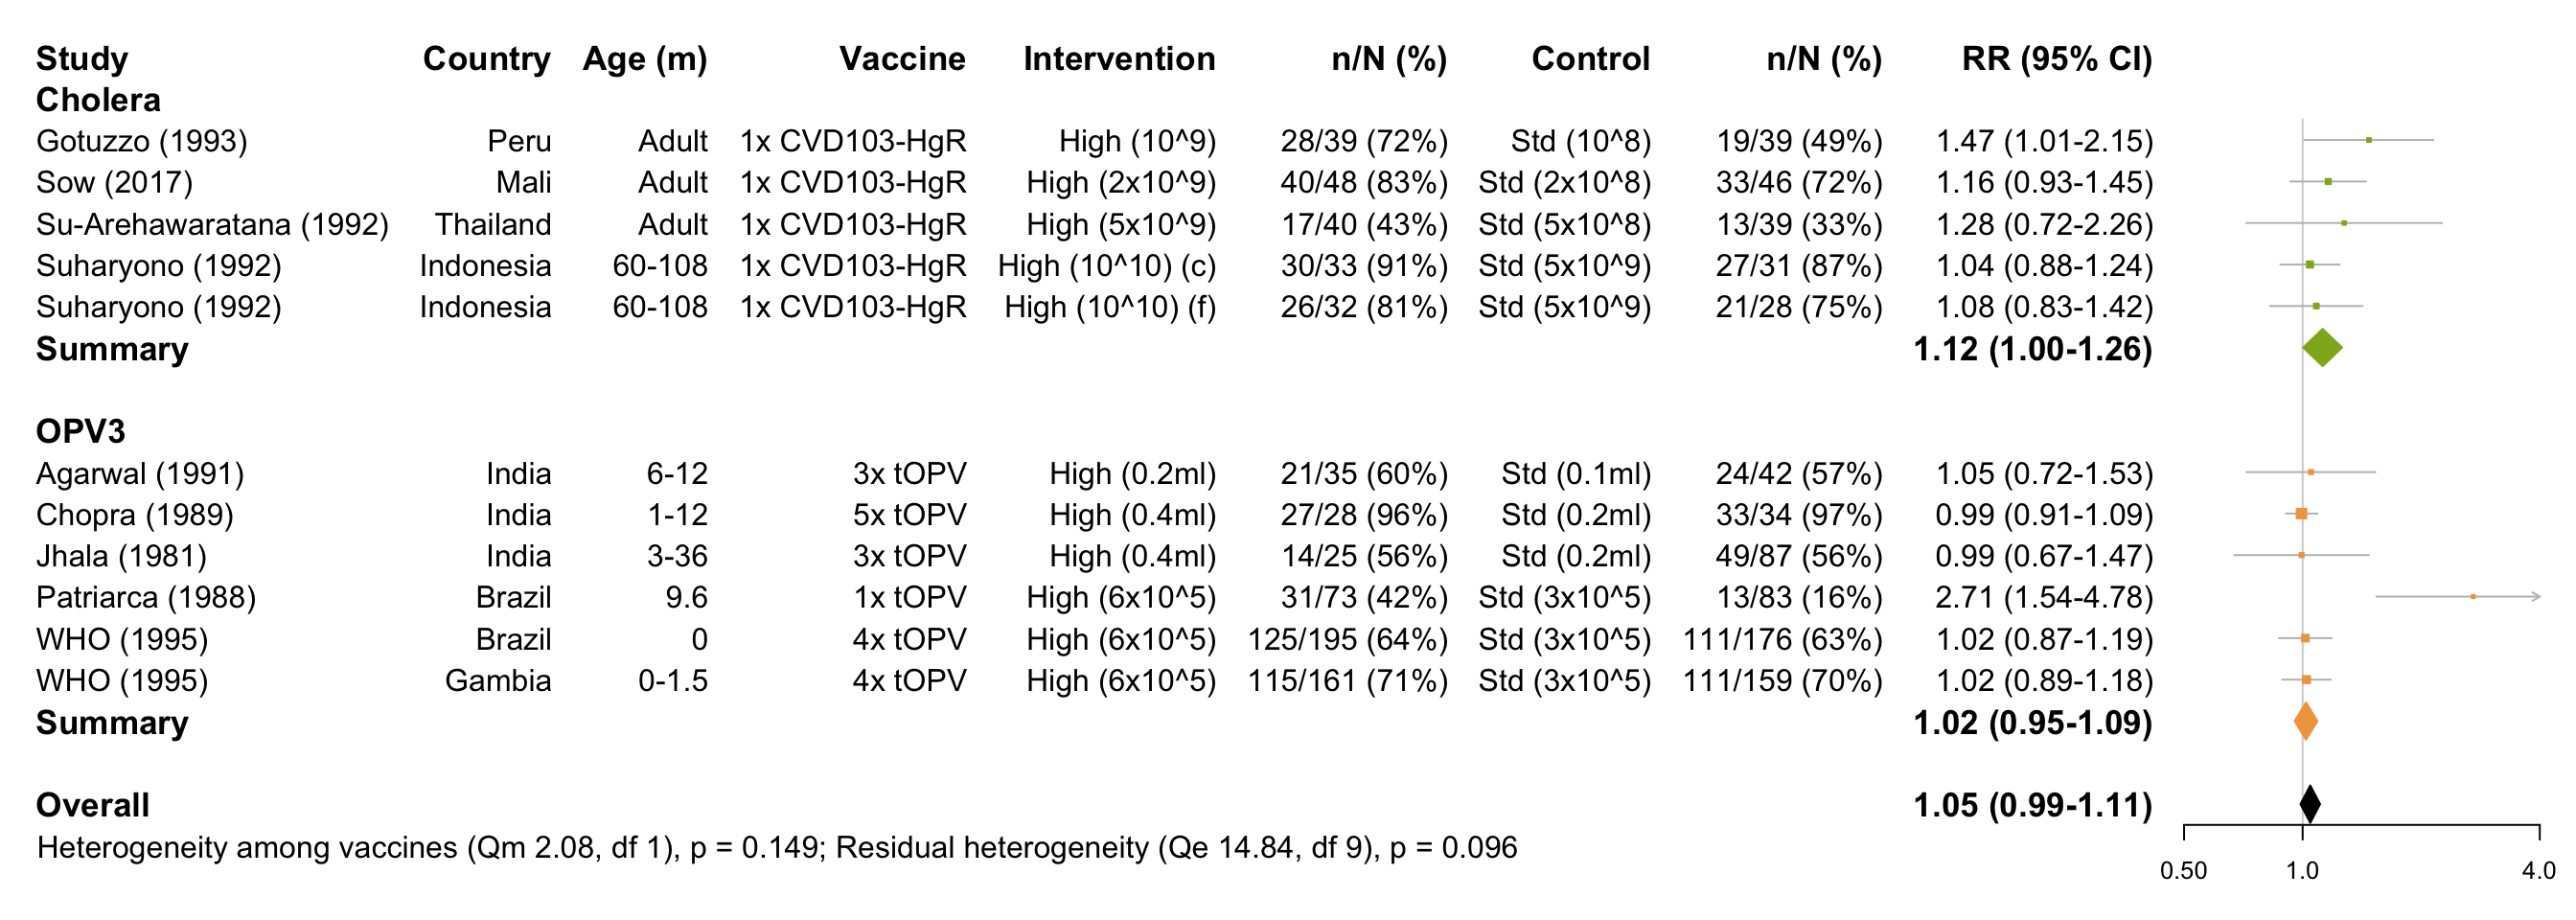 Study Country Age (m) Vaccine Intervention n/N (%) Control n/N (%) RR (95% CI)
Cholera
Gotuzzo (1993) Peru Adult 1x CVD103-HgR High (10^9) 28/39 (72%) Std (10^8) 19/39 (49%) 1.47 (1.01-2.15)
Sow (2017) Mali Adult 1x CVD103-HgR High (2x10^9) 40/48 (83%) Std (2x10^8) 33/46 (72%) 1.16 (0.93-1.45)
Su-Arehawaratana (1992) Thailand Adult 1x CVD103-HgR High (5x10^9) 17/40 (43%) Std (5x10^8) 13/39 (33%) 1.28 (0.72-2.26)
Suharyono (1992) Indonesia 60-108 1x CVD103-HgR High (10^10) (c) 30/33 (91%) Std (5x10^9) 27/31 (87%) 1.04 (0.88-1.24)
Suharyono (1992) Indonesia 60-108 1x CVD103-HgR High (10^10) (f) 26/32 (81%) Std (5x10^9) 21/28 (75%) 1.08 (0.83-1.42)
Summary 1.12 (1.00-1.26)
OPV3
Agarwal (1991) India 6-12 3x tOPV High (0.2ml) 21/35 (60%) Std (0.1ml) 24/42 (57%) 1.05 (0.72-1.53)
Chopra (1989) India 1-12 5x tOPV High (0.4ml) 27/28 (96%) Std (0.2ml) 33/34 (97%) 0.99 (0.91-1.09)
Jhala (1981) India 3-36 3x tOPV High (0.4ml) 14/25 (56%) Std (0.2ml) 49/87 (56%) 0.99 (0.67-1.47)
Patriarca (1988) Brazil 9.6 1x tOPV High (6x10^5) 31/73 (42%) Std (3x10^5) 13/83 (16%) 2.71 (1.54-4.78)
WHO (1995) Brazil 0 4x tOPV High (6x10^5) 125/195 (64%) Std (3x10^5) 111/176 (63%) 1.02 (0.87-1.19)
WHO (1995) Gambia 0-1.5 4x tOPV High (6x10^5) 115/161 (71%) Std (3x10^5) 111/159 (70%) 1.02 (0.89-1.18)
Summary 1.02 (0.95-1.09)
Overall 1.05 (0.99-1.11)
Heterogeneity among vaccines (Qm 2.08, df 1), p = 0.149; Residual heterogeneity (Qe 14.84, df 9), p = 0.096
0.50 1.0 4.0